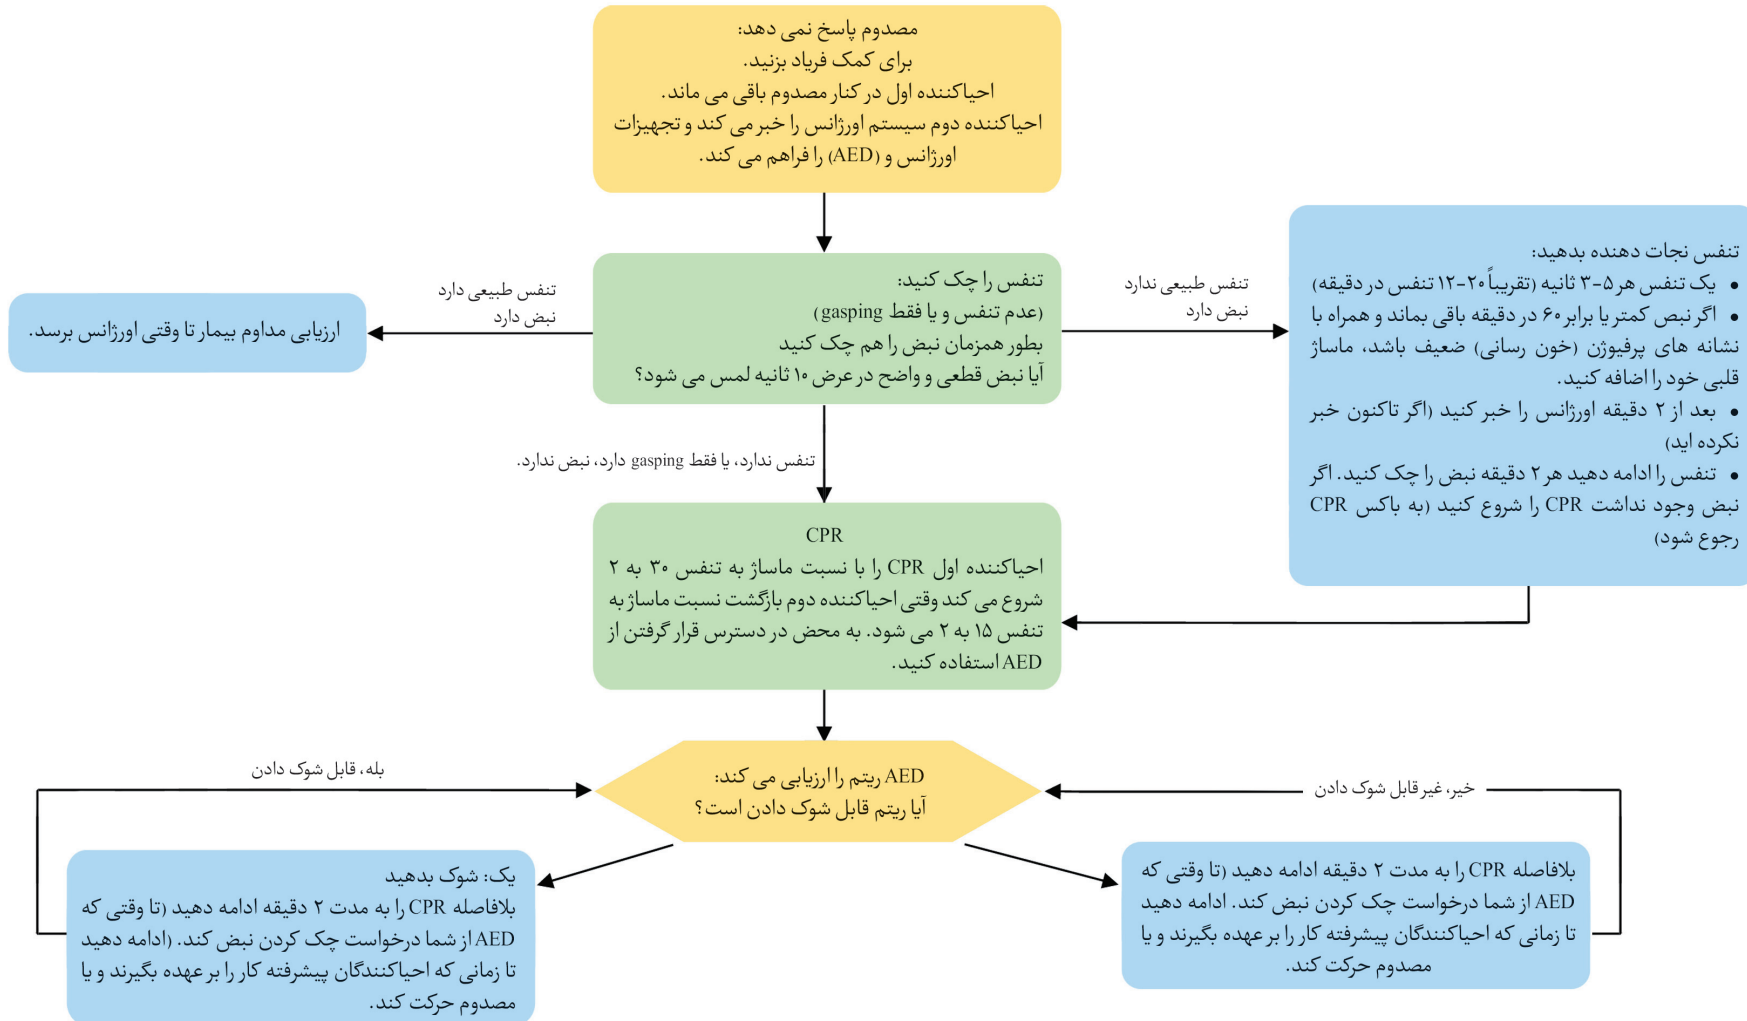 مصدوم پاسخ نمی دهد:
برای کمک فریاد بزنید.
احیاکننده اول در کنار مصدوم باقی می ماند.
احیاکننده دوم سیستم اورژانس را خبر می کند و تجهیزات
اورژانس و (AED) را فراهم می کند.
تنفس را چک کنید:
(عدم تنفس و یا فقط gasping)
بطور همزمان نبض را هم چک کنید
آیا نبض قطعی و واضح در عرض ۱۰ ثانیه لمس می شود؟
تنفس طبیعی ندارد
نبض دارد
تنفس نجات دهنده بدهید:
• یک تنفس هر ۵-۳ ثانیه (تقریباً ۲۰-۱۲ تنفس در دقیقه)
• اگر نبص کمتر یا برابر ۶۰ در دقیقه باقی بماند و همراه با
نشانه های پرفیوژن (خون رسانی) ضعیف باشد، ماساژ
قلبی خود را اضافه کنید.
• بعد از ۲ دقیقه اورژانس را خبر کنید (اگر تاکنون خبر
نکرده اید)
• تنفس را ادامه دهید هر ۲ دقیقه نبض را چک کنید. اگر
نبض وجود نداشت CPR را شروع کنید (به باکس CPR
رجوع شود)
تنفس طبیعی دارد
نبض دارد
ارزیابی مداوم بیمار تا وقتی اورژانس برسد.
تنفس ندارد، یا فقط gasping دارد، نبض ندارد.
CPR
احیاکننده اول CPR را با نسبت ماساژ به تنفس ۳۰ به ۲
شروع می کند وقتی احیاکننده دوم بازگشت نسبت ماساژ به
تنفس ۱۵ به ۲ می شود. به محض در دسترس قرار گرفتن از
AED استفاده کنید.
AED ریتم را ارزیابی می کند:
آیا ریتم قابل شوک دادن است؟
خیر، غیر قابل شوک دادن
بلافاصله CPR را به مدت ۲ دقیقه ادامه دهید (تا وقتی که
AED از شما درخواست چک کردن نبض کند. ادامه دهید
تا زمانی که احیاکنندگان پیشرفته کار را بر عهده بگیرند و یا
مصدوم حرکت کند.
بله، قابل شوک دادن
یک: شوک بدهید
بلافاصله CPR را به مدت ۲ دقیقه ادامه دهید (تا وقتی که
AED از شما درخواست چک کردن نبض کند. (ادامه دهید
تا زمانی که احیاکنندگان پیشرفته کار را بر عهده بگیرند و یا
مصدوم حرکت کند.